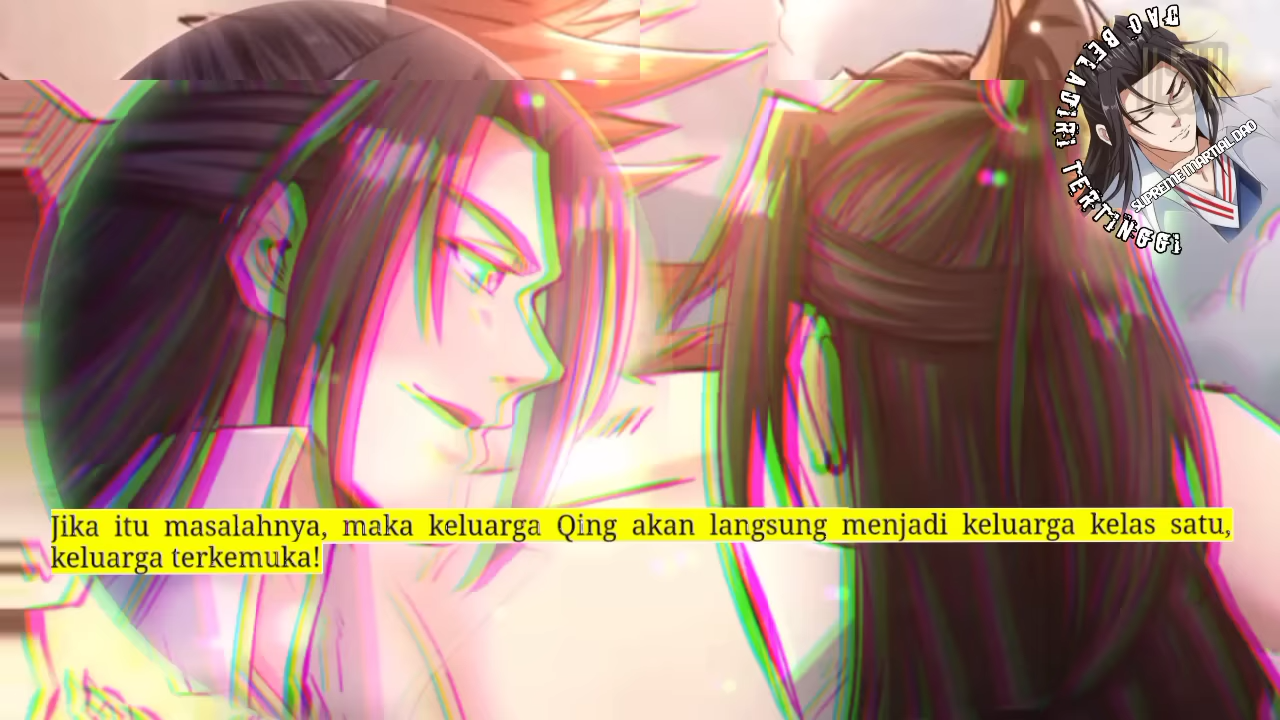 DAO BELADIRI TERTINGGI
SUPREME MARTIAL DAO
Jika itu masalahnya, maka keluarga Qing akan langsung menjadi keluarga kelas satu,
keluarga terkemuka!